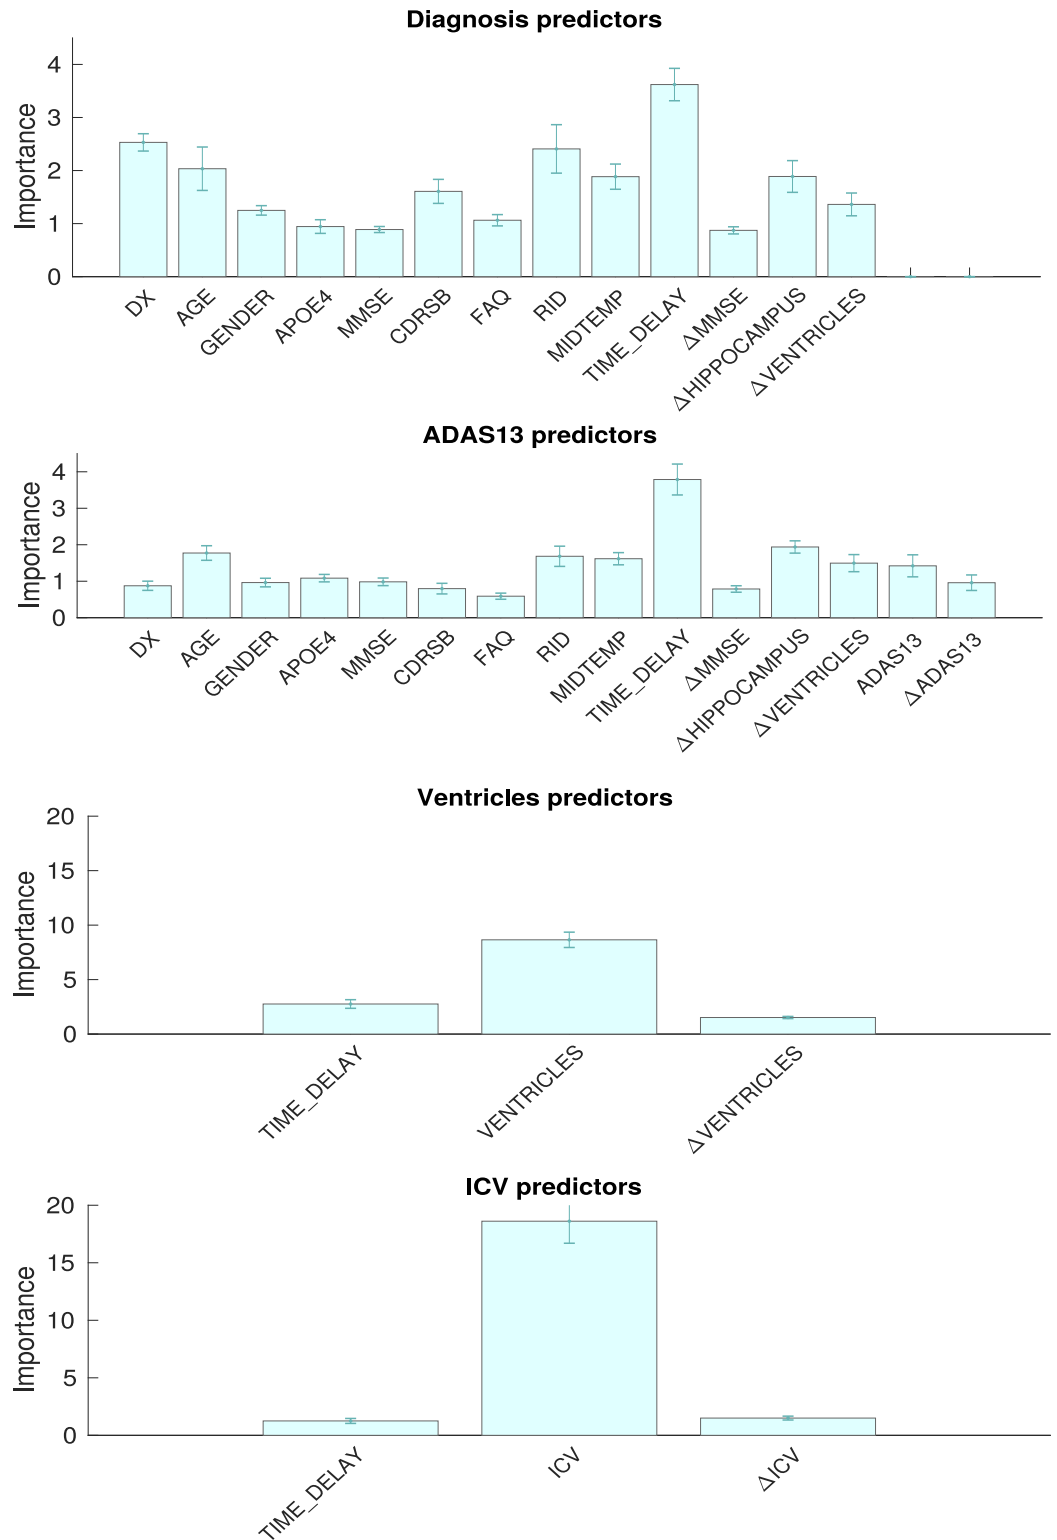 Diagnosis predictors
4
3
2
1
0
Importance
DX
AGE
GENDER
APOE4
MMSE
CDRSB
FAQ
RID
MIDTEMP
TIME_DELAY
ΔMMSE
ΔHIPPOCAMPUS
ΔVENTRICLES
ADAS13 predictors
4
3
2
1
0
Importance
DX
AGE
GENDER
APOE4
MMSE
CDRSB
FAQ
RID
MIDTEMP
TIME_DELAY
ΔMMSE
ΔHIPPOCAMPUS
ΔVENTRICLES
ADAS13
ΔADAS13
Ventricles predictors
20
15
10
5
0
Importance
TIME_DELAY
VENTRICLES
ΔVENTRICLES
ICV predictors
20
15
10
5
0
Importance
TIME_DELAY
ICV
ΔICV